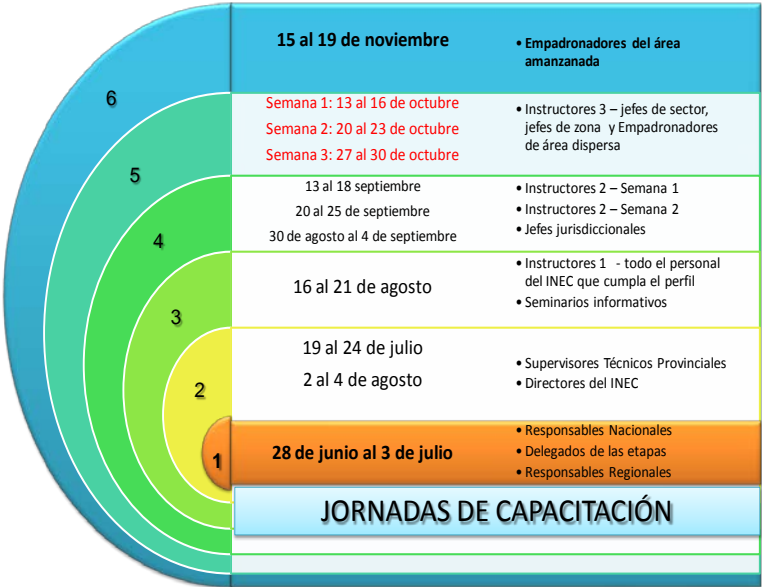 6
15 al 19 de noviembre
• Empadronadores del área
amanzanada
5
Semana 1: 13 al 16 de octubre
Semana 2: 20 al 23 de octubre
Semana 3: 27 al 30 de octubre
• Instructores 3 – jefes de sector,
jefes de zona y Empadronadores
de área dispersa
4
13 al 18 septiembre
20 al 25 de septiembre
30 de agosto al 4 de septiembre
• Instructores 2 – Semana 1
• Instructores 2 – Semana 2
• Jefes jurisdiccionales
3
16 al 21 de agosto
• Instructores 1 - todo el personal
del INEC que cumpla el perfil
• Seminarios informativos
2
19 al 24 de julio
2 al 4 de agosto
• Supervisores Técnicos Provinciales
• Directores del INEC
1
28 de junio al 3 de julio
• Responsables Nacionales
• Delegados de las etapas
• Responsables Regionales
JORNADAS DE CAPACITACIÓN